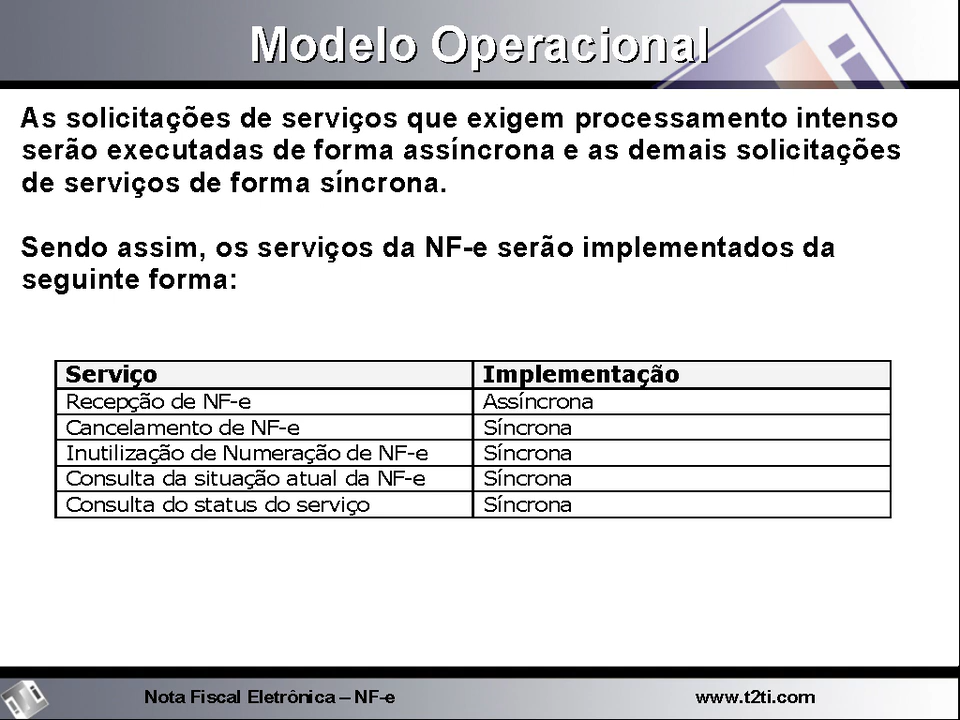 Modelo Operacional
As solicitações de serviços que exigem processamento intenso
serão executadas de forma assíncrona e as demais solicitações
de serviços de forma síncrona.
Sendo assim, os serviços da NF-e serão implementados da
seguinte forma:
Serviço Implementação
Recepção de NF-e Assíncrona
Cancelamento de NF-e Síncrona
Inutilização de Numeração de NF-e Síncrona
Consulta da situação atual da NF-e Síncrona
Consulta do status do serviço Síncrona
Nota Fiscal Eletrônica – NF-e www.t2ti.com